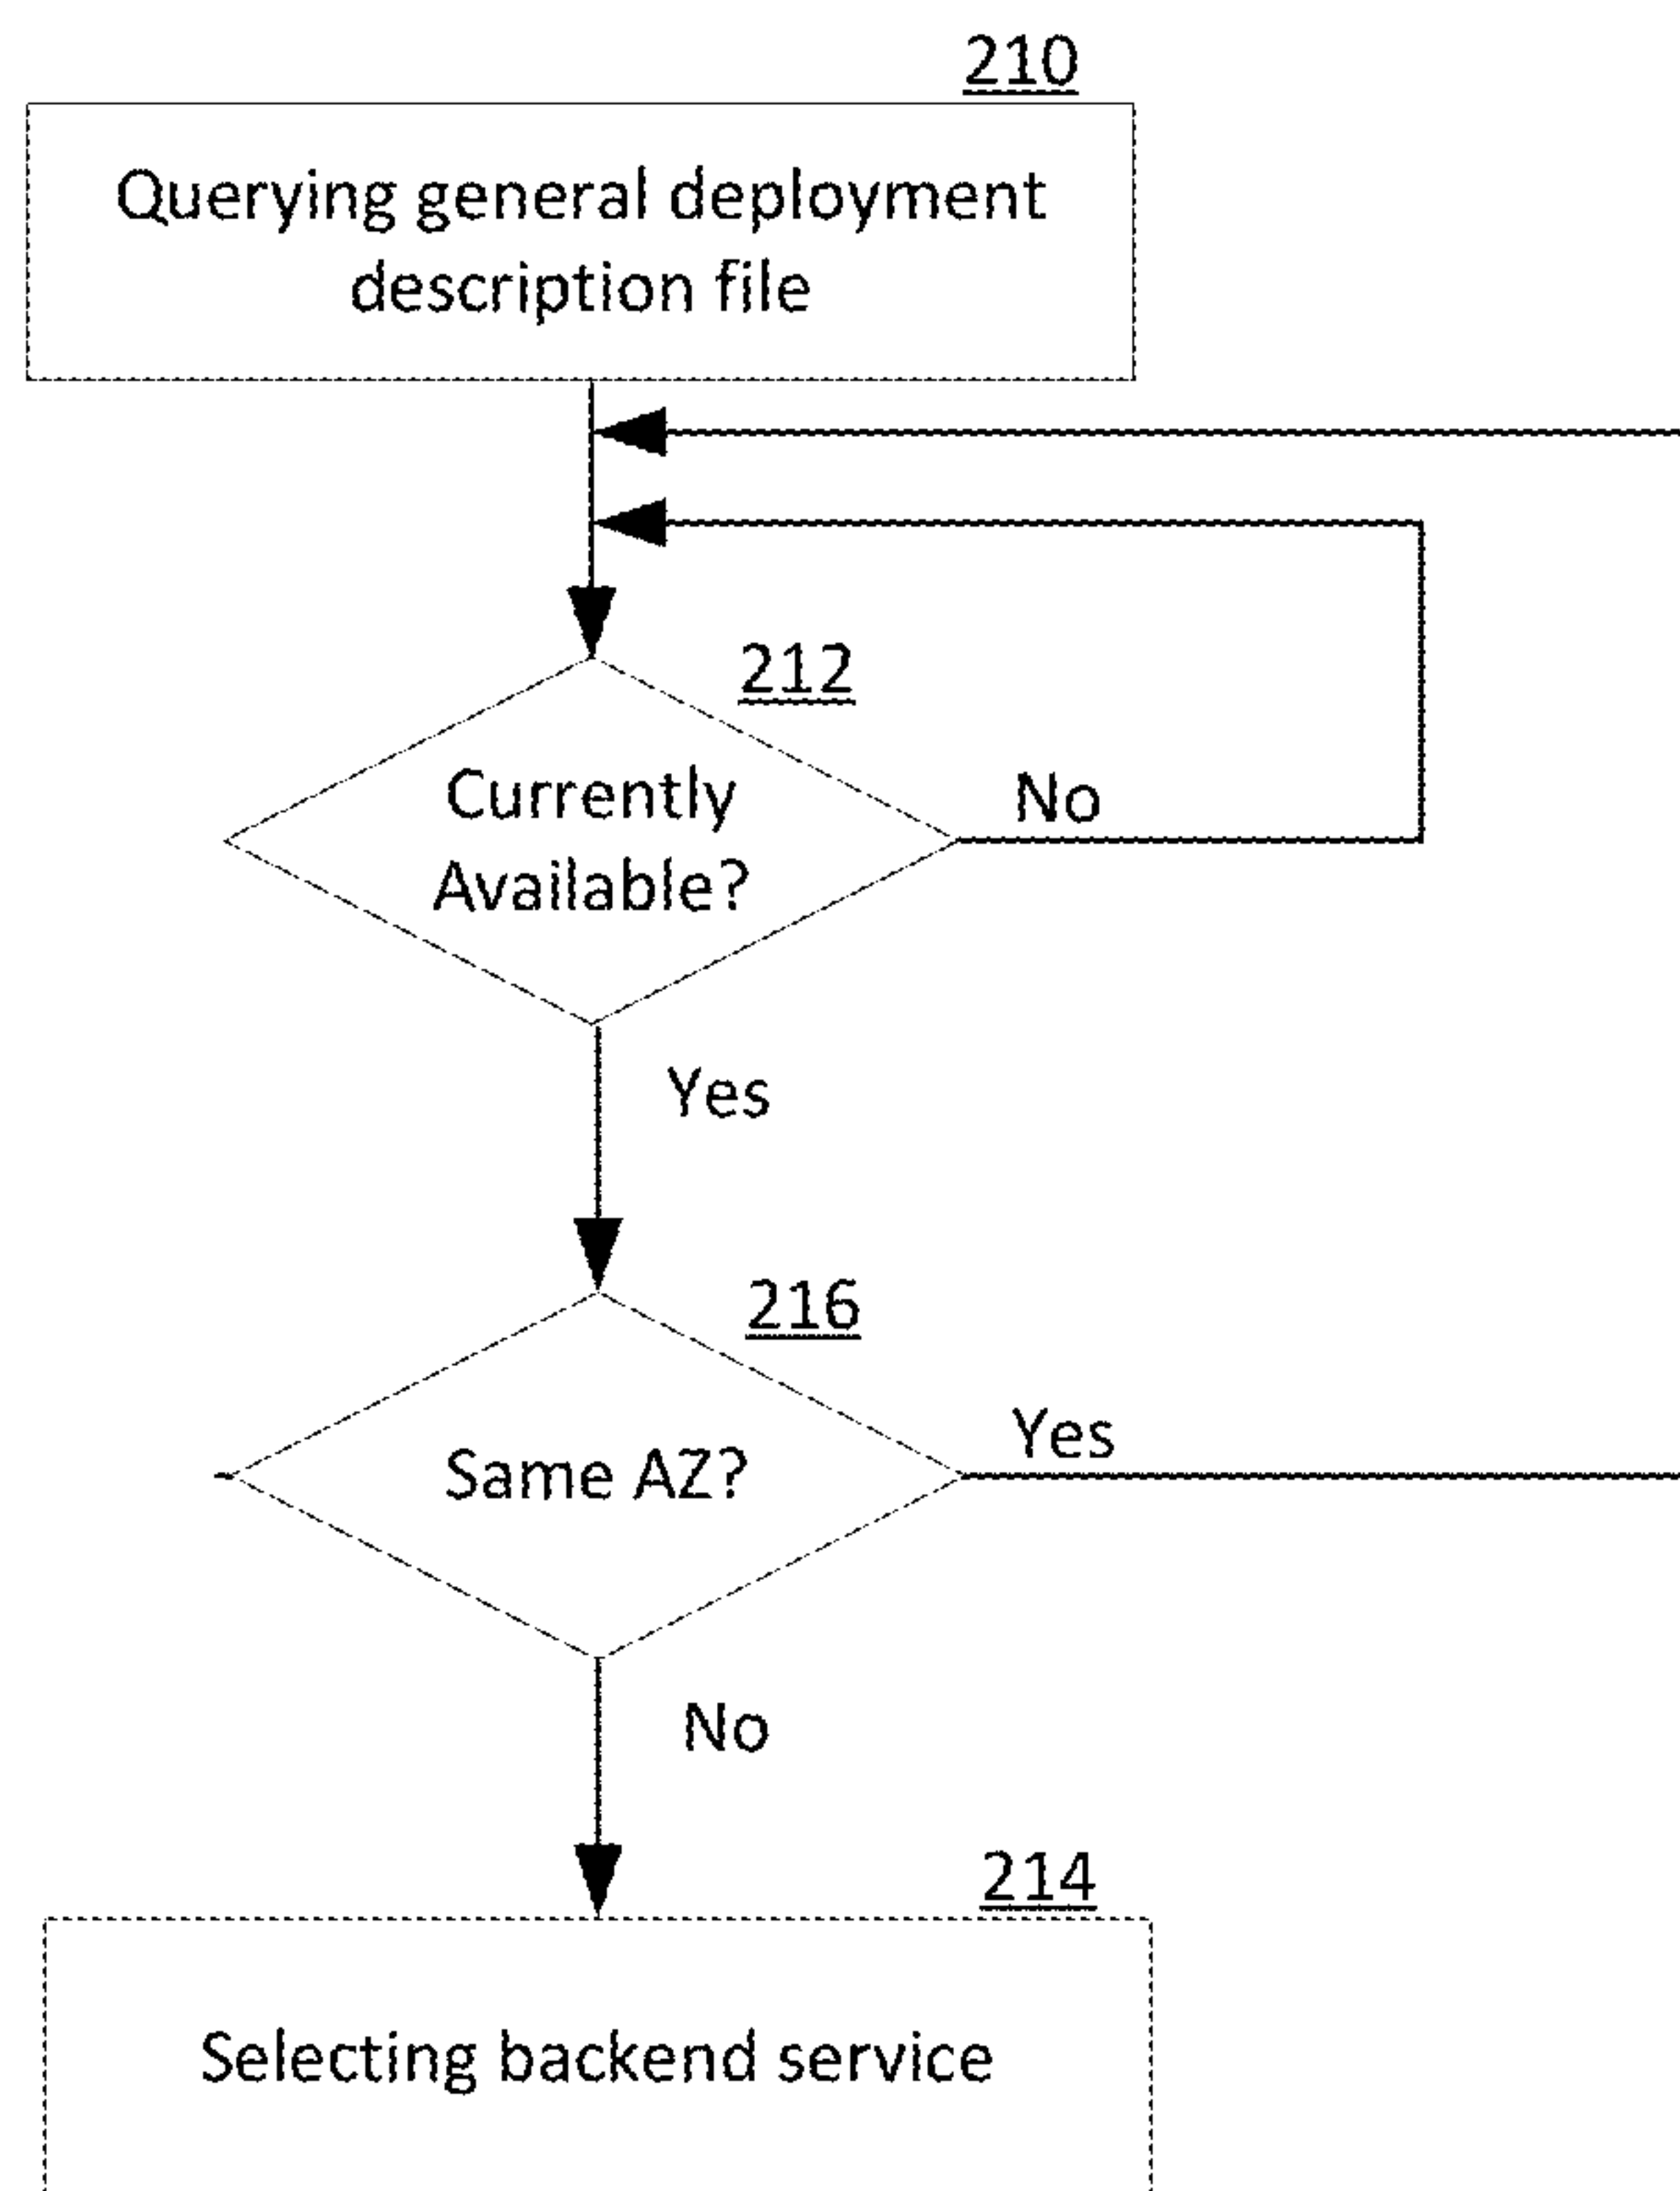 210
Querying general deployment
description file
212
Currently
Available?
No
Yes
216
Same AZ?
Yes
No
214
Selecting backend service